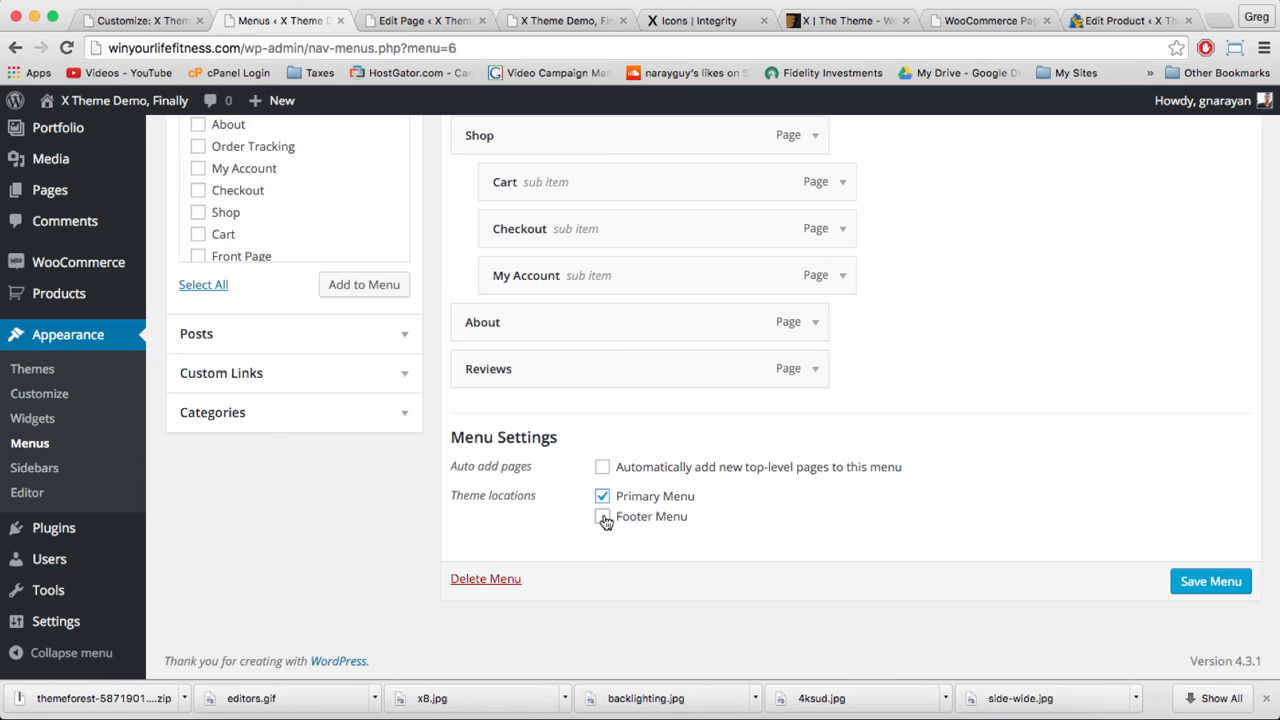 Customize: X Them
Menus < X Theme D
Edit Page < X Theme
X Theme Demo, Fin
Icons | Integrity
X | The Theme - W
WooCommerce Pag
Edit Product < X Th
Greg
winyourlifefitness.com/wp-admin/nav-menus.php?menu=6
Apps
Videos - YouTube
cPanel Login
Taxes
HostGator.com - Can
Video Campaign Man
narayguy's likes on S
Fidelity Investments
My Drive - Google D
My Sites
»
Other Bookmarks
X Theme Demo, Finally
0
+ New
Howdy, gnarayan
Portfolio
Media
Pages
Comments
WooCommerce
Products
Appearance
Themes
Customize
Widgets
Menus
Sidebars
Editor
Plugins
Users
Tools
Settings
Collapse menu
About
Order Tracking
My Account
Checkout
Shop
Cart
Front Page
Select All
Add to Menu
Posts
Custom Links
Categories
Shop Page
Cart sub item Page
Checkout sub item Page
My Account sub item Page
About Page
Reviews Page
Menu Settings
Auto add pages Automatically add new top-level pages to this menu
Theme locations Primary Menu
Footer Menu
Delete Menu
Save Menu
Thank you for creating with WordPress.
Version 4.3.1
themeforest-5871901....zip
editors.gif
x8.jpg
backlighting.jpg
4ksud.jpg
side-wide.jpg
Show All